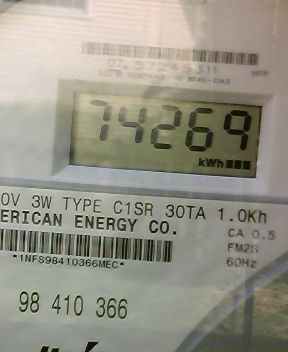 74269
kWh
0V 3W TYPE C1SR 30TA 1.0Kh
ERICAN ENERGY CO.
CA 0.5
FM2S
60Hz
*1NFS98410366MEC*
98 410 366